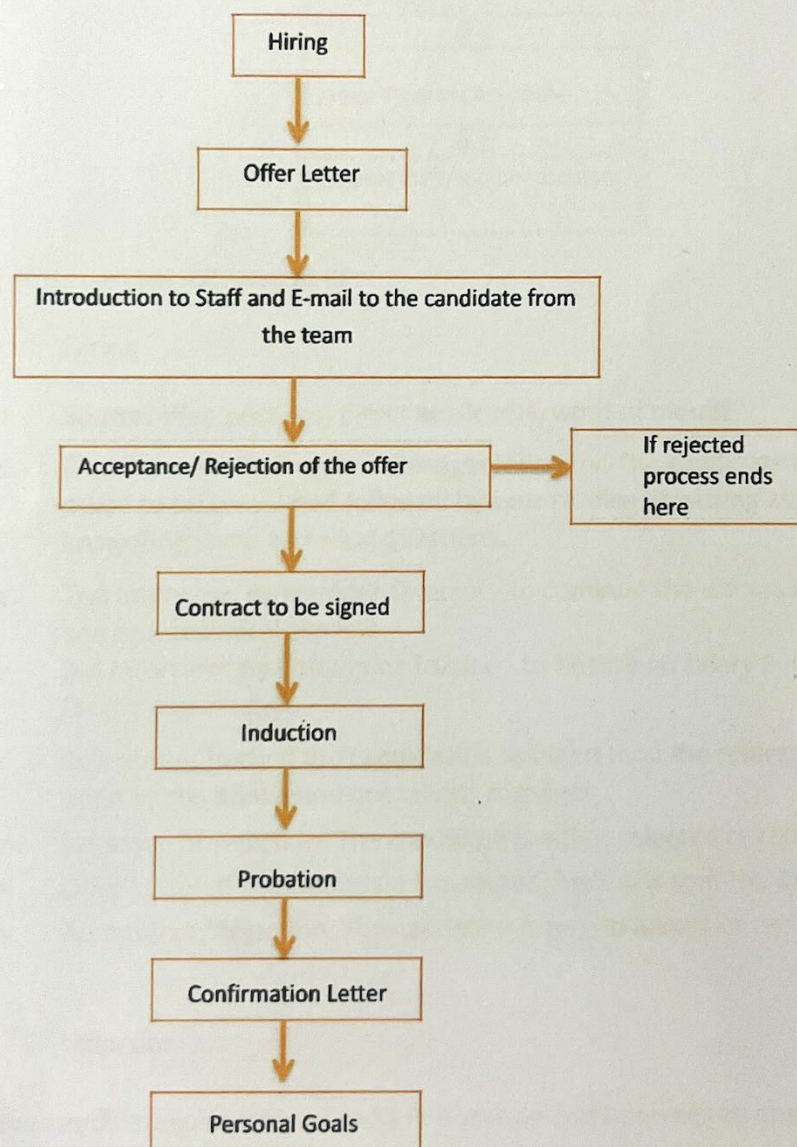 Hiring
Offer Letter
Introduction to Staff and E-mail to the candidate from
the team
Acceptance/ Rejection of the offer
If rejected
process ends
here
Contract to be signed
Induction
Probation
Confirmation Letter
Personal Goals